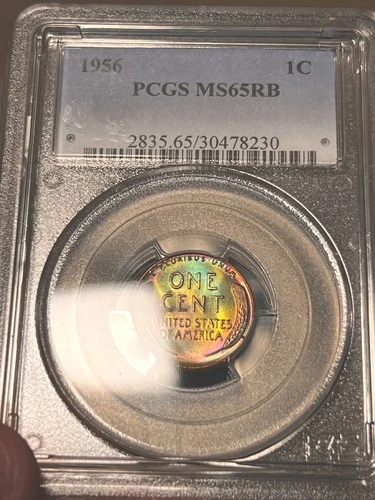 1956 1C
PCGS MS65RB
2835.65/30478230
PLURIBUS UNUM
ONE
CENT
UNITED STATES
OF AMERICA